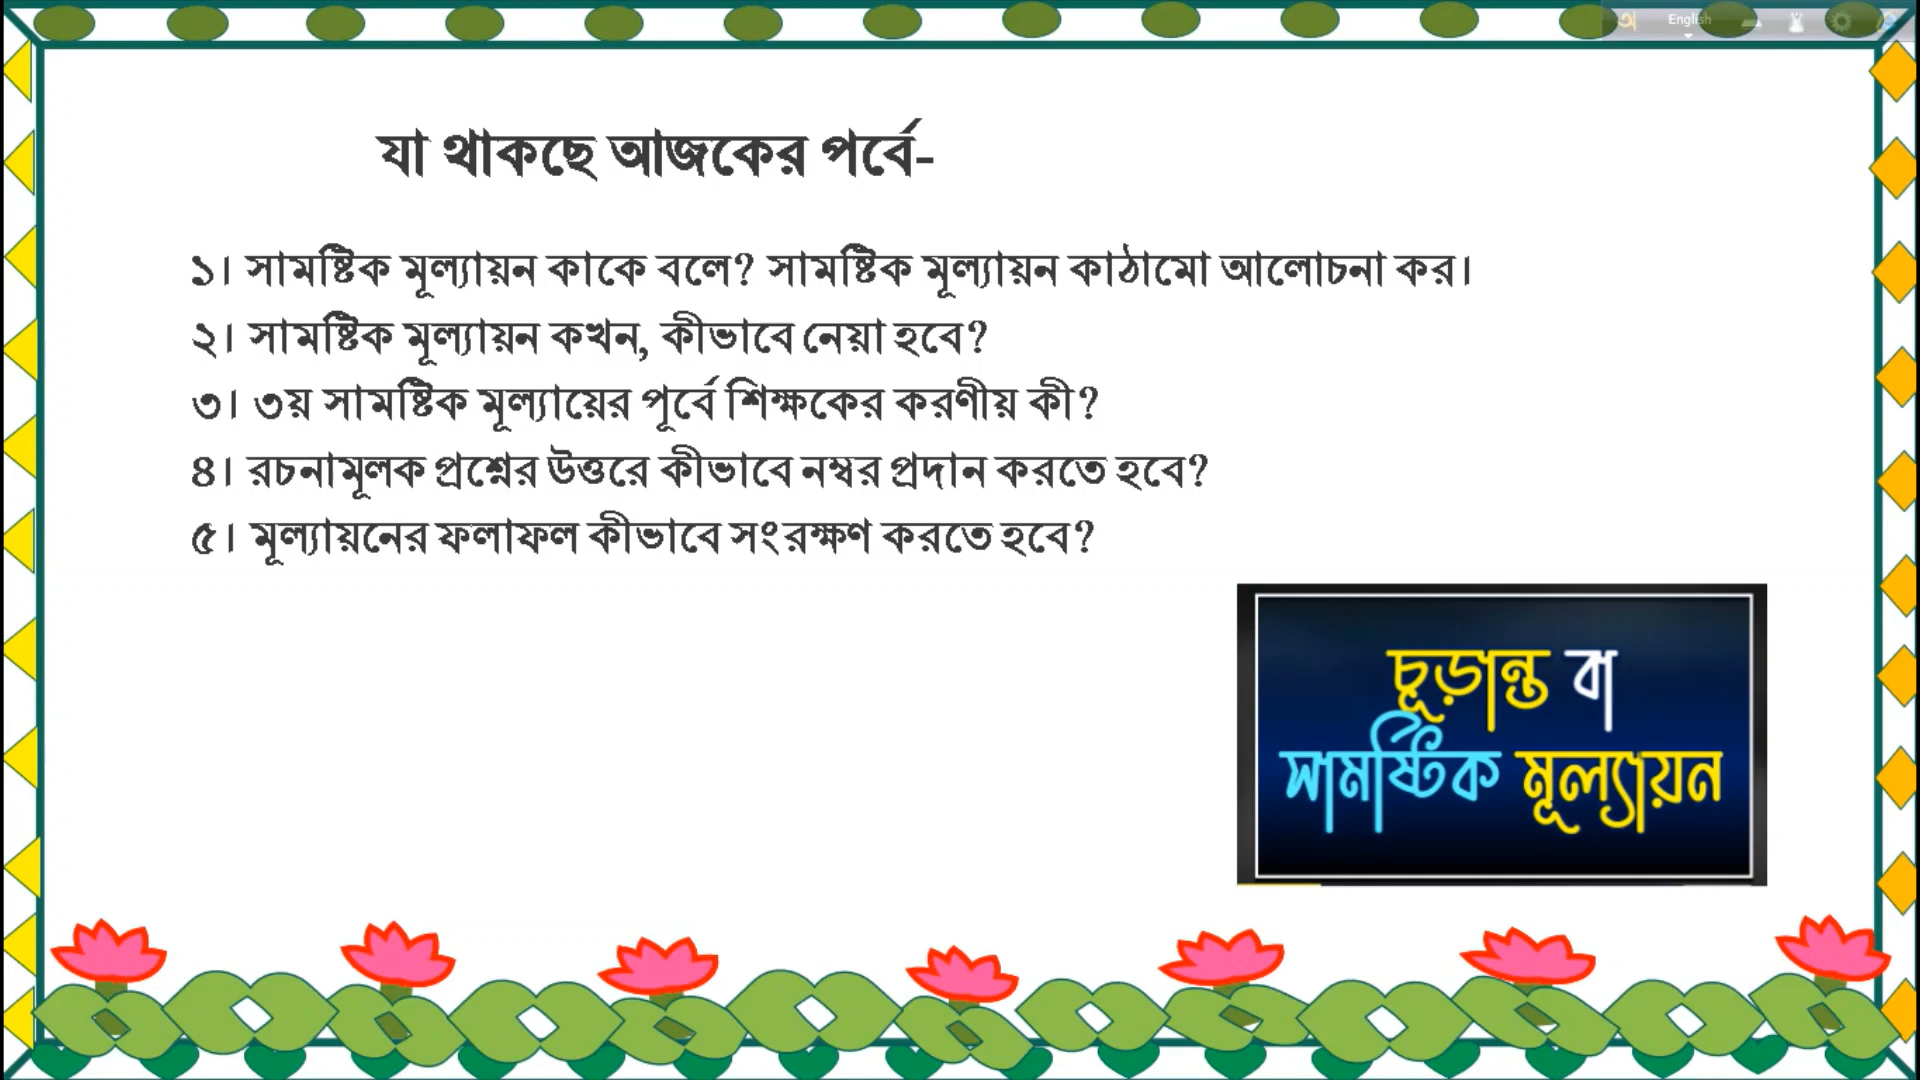 English
যা থাকছে আজকের পর্বে-
১। সামষ্টিক মূল্যায়ন কাকে বলে? সামষ্টিক মূল্যায়ন কাঠামো আলোচনা কর।
২। সামষ্টিক মূল্যায়ন কখন, কীভাবে নেয়া হবে?
৩। ৩য় সামষ্টিক মূল্যায়ের পূর্বে শিক্ষকের করণীয় কী?
৪। রচনামূলক প্রশ্নের উত্তরে কীভাবে নম্বর প্রদান করতে হবে?
৫। মূল্যায়নের ফলাফল কীভাবে সংরক্ষণ করতে হবে?
চূড়ান্ত বা
সামষ্টিক মূল্যায়ন